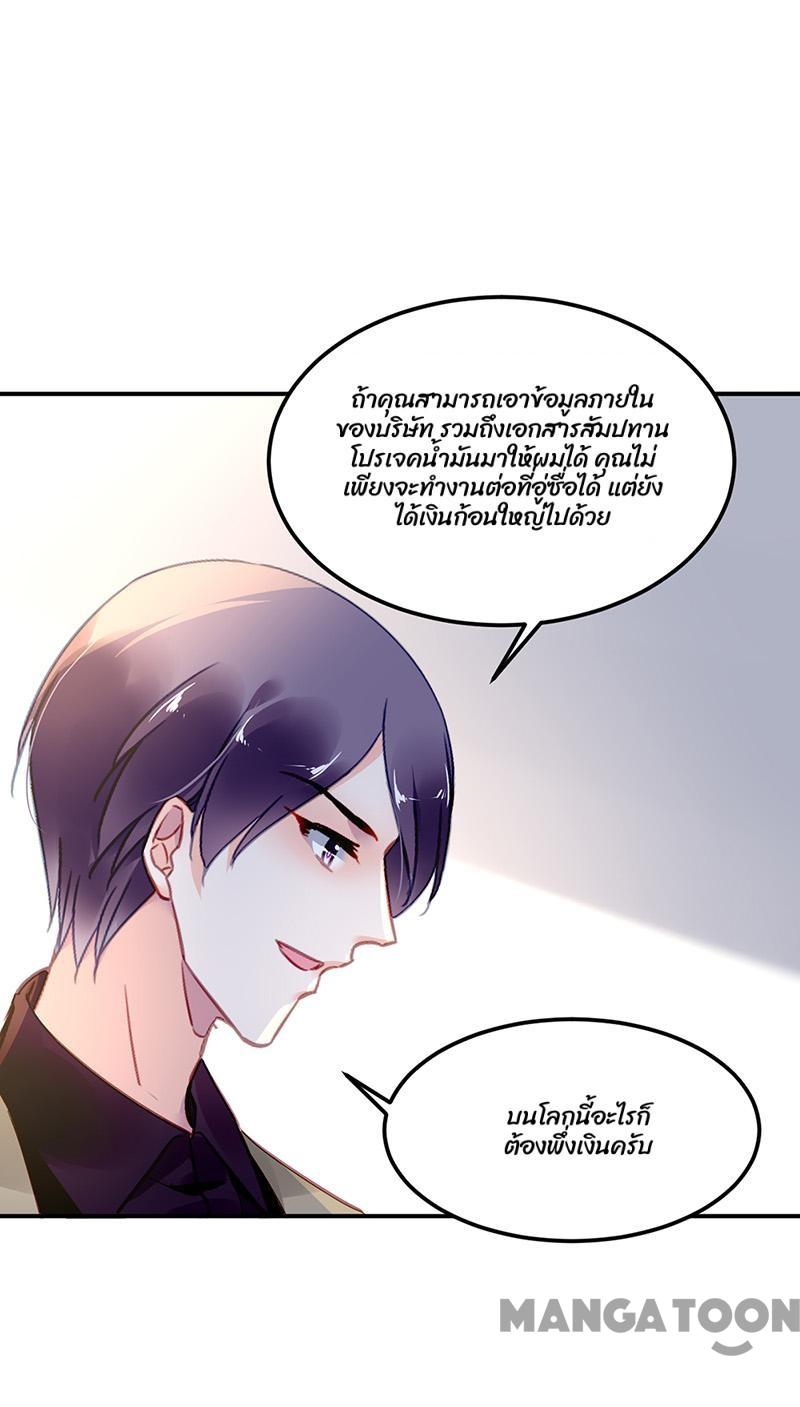 ถ้าคุณสามารถเอาข้อมูลภายใน
ของบริษัท รวมถึงเอกสารสัมปทาน
โปรเจคน้ำมันมาให้ผมได้ คุณไม่
เพียงจะทำงานต่อที่อู่ซื่อได้ แต่ยัง
ได้เงินก้อนใหญ่ไปด้วย
บนโลกนี้อะไรก็
ต้องพึ่งเงินครับ
MANGATOON